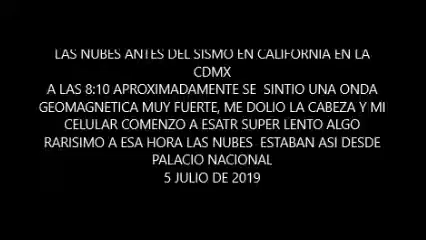 LAS NUBES ANTES DEL SISMO EN CALIFORNIA EN LA
CDMX
A LAS 8:10 APROXIMADAMENTE SE SINTIO UNA ONDA
GEOMAGNETICA MUY FUERTE, ME DOLIO LA CABEZA Y MI
CELULAR COMENZO A ESATR SUPER LENTO ALGO
RARISIMO A ESA HORA LAS NUBES ESTABAN ASI DESDE
PALACIO NACIONAL
5 JULIO DE 2019